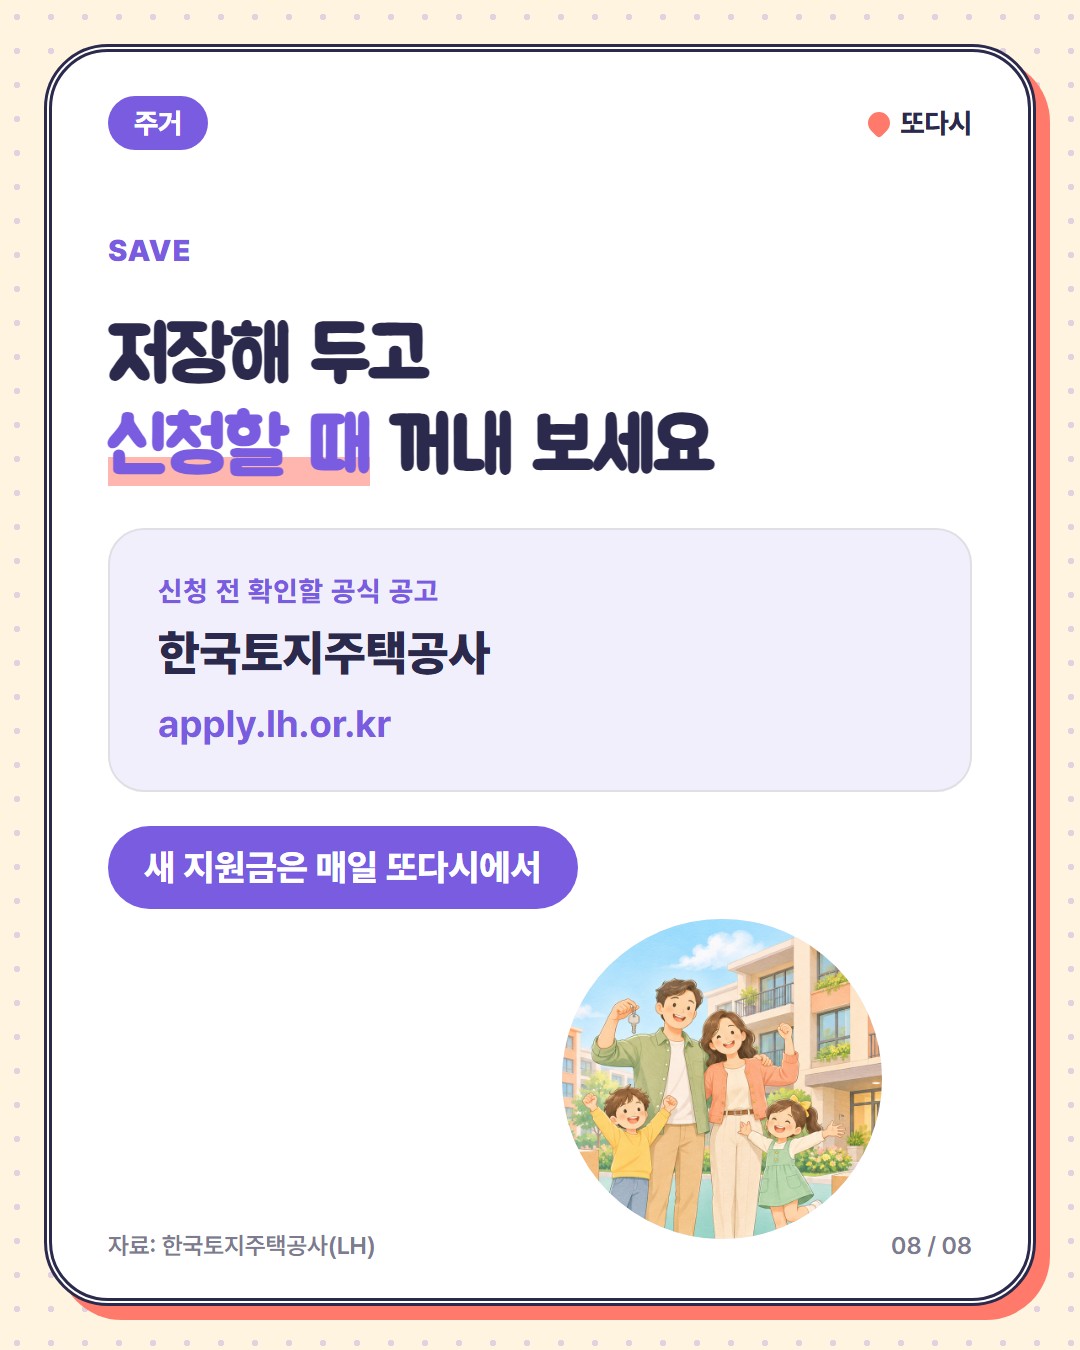 주거
또다시
SAVE
저장해 두고
신청할 때 꺼내 보세요
신청 전 확인할 공식 공고
한국토지주택공사
apply.lh.or.kr
새 지원금은 매일 또다시에서
자료: 한국토지주택공사(LH)
08 / 08